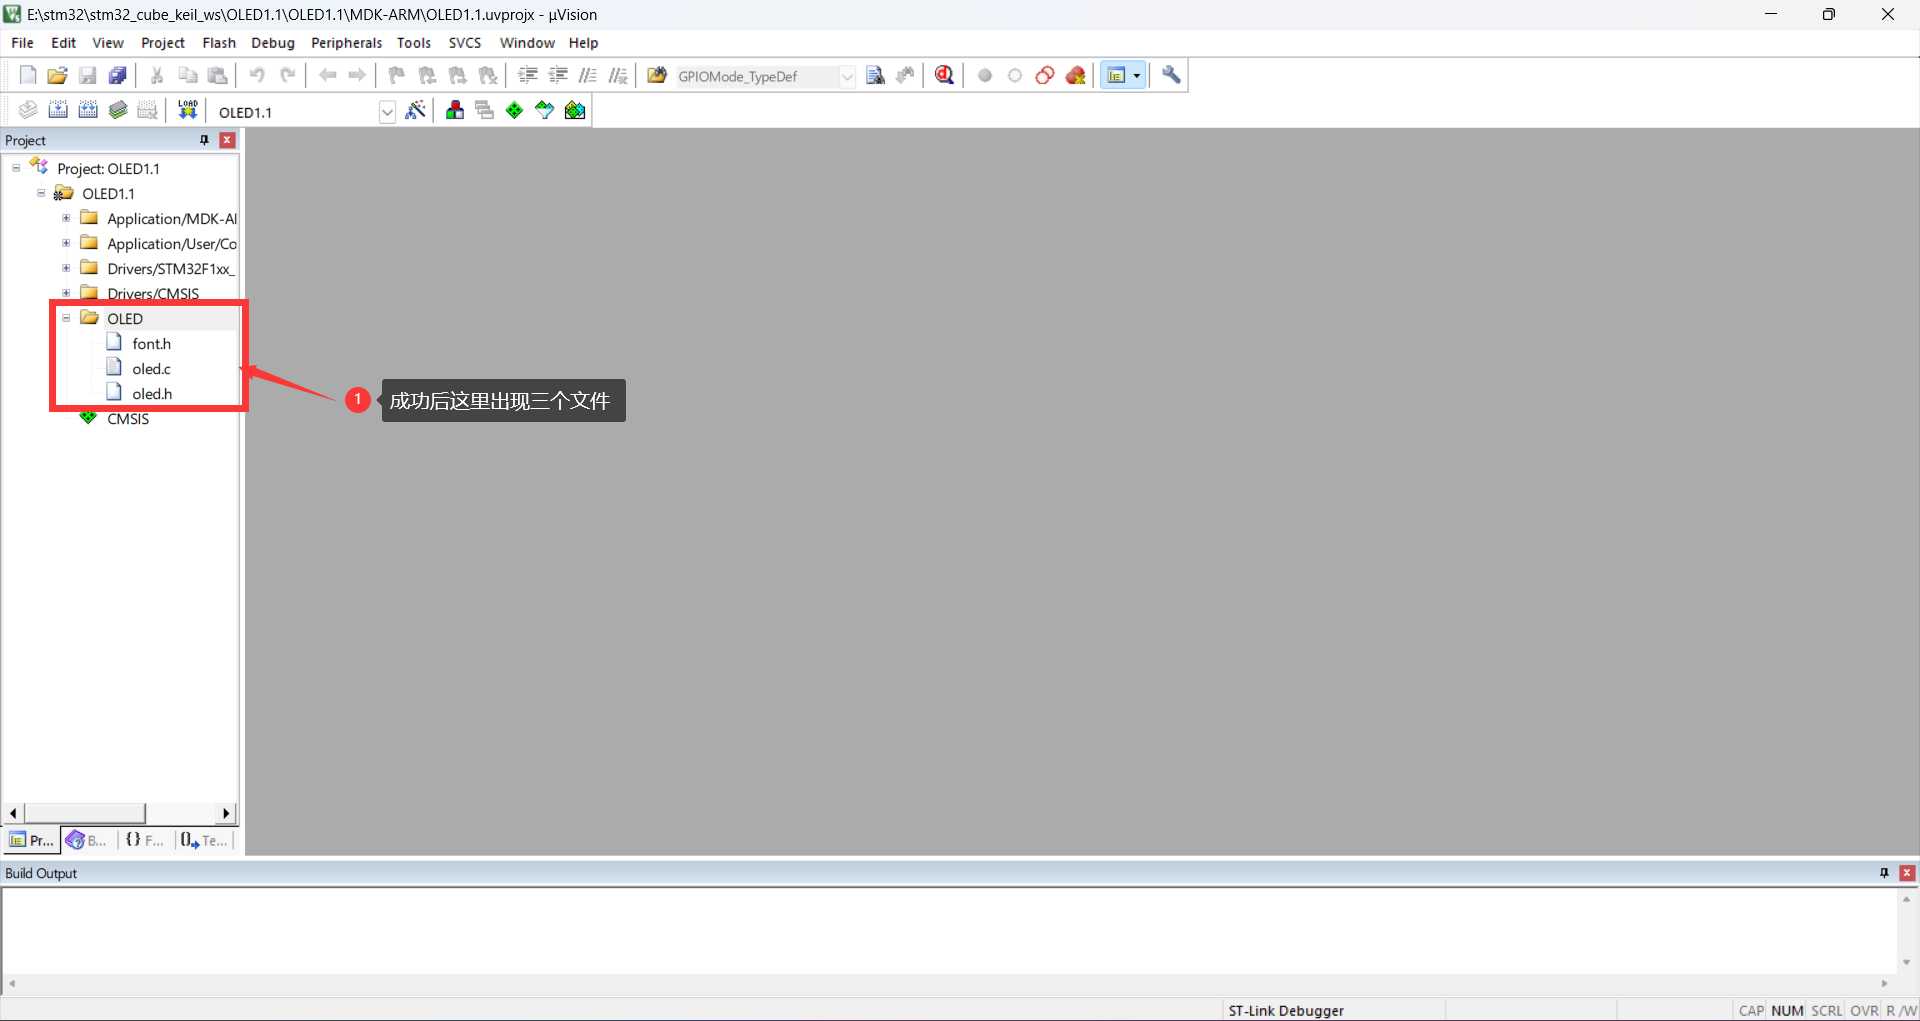 E:\stm32\stm32_cube_keil_ws\OLED1.1\OLED1.1\MDK-ARM\OLED1.1.uvprojx - µVision
File Edit View Project Flash Debug Peripherals Tools SVCS Window Help
GPIOMode_TypeDef
LOAD OLED1.1
Project
Project: OLED1.1
OLED1.1
Application/MDK-AI
Application/User/Co
Drivers/STM32F1xx_
Drivers/CMSIS
OLED
font.h
oled.c
oled.h
CMSIS
1 成功后这里出现三个文件
Pr... B... {} F... Te...
Build Output
ST-Link Debugger CAP NUM SCRL OVR R/W